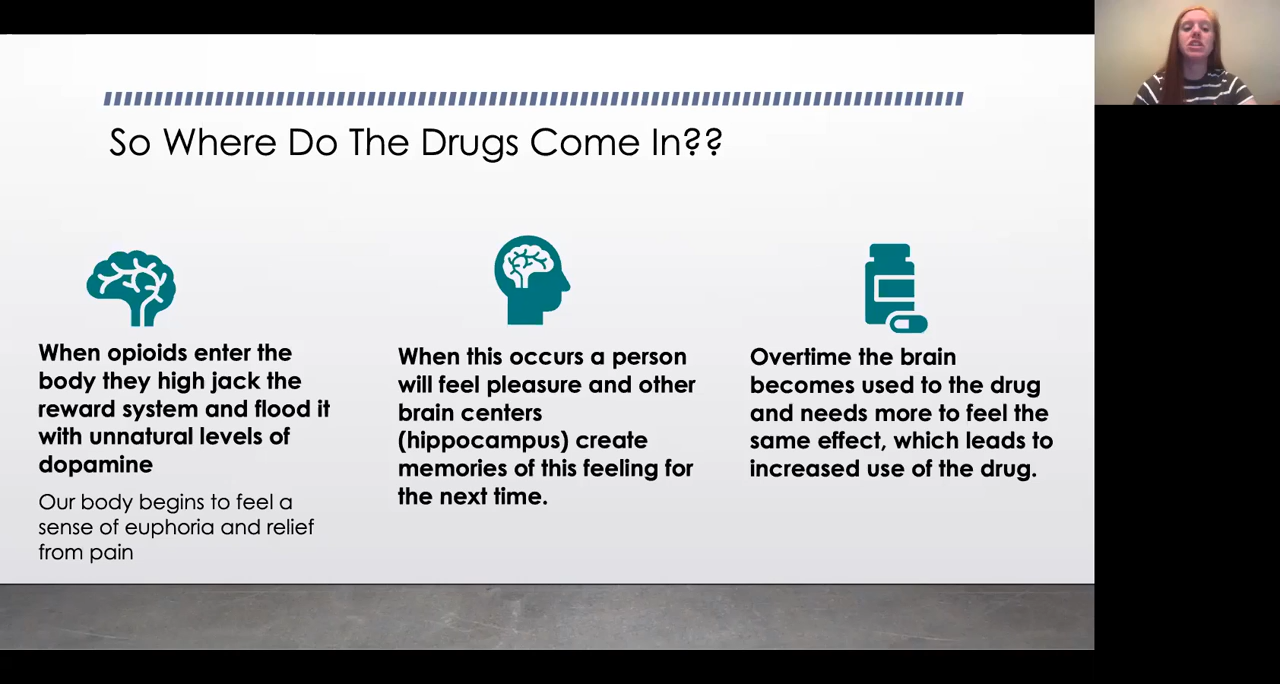 So Where Do The Drugs Come In??
When opioids enter the
body they high jack the
reward system and flood it
with unnatural levels of
dopamine
Our body begins to feel a
sense of euphoria and relief
from pain
When this occurs a person
will feel pleasure and other
brain centers
(hippocampus) create
memories of this feeling for
the next time.
Overtime the brain
becomes used to the drug
and needs more to feel the
same effect, which leads to
increased use of the drug.